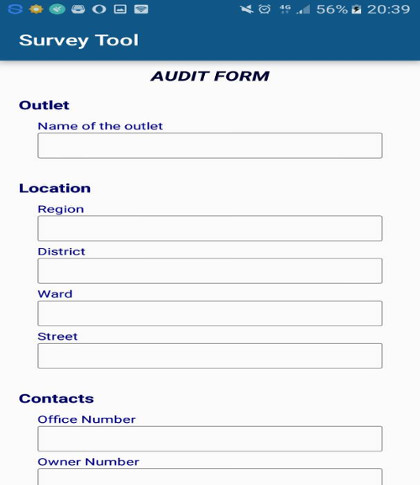 4G 56% 20:39
Survey Tool
AUDIT FORM
Outlet
Name of the outlet
Location
Region
District
Ward
Street
Contacts
Office Number
Owner Number